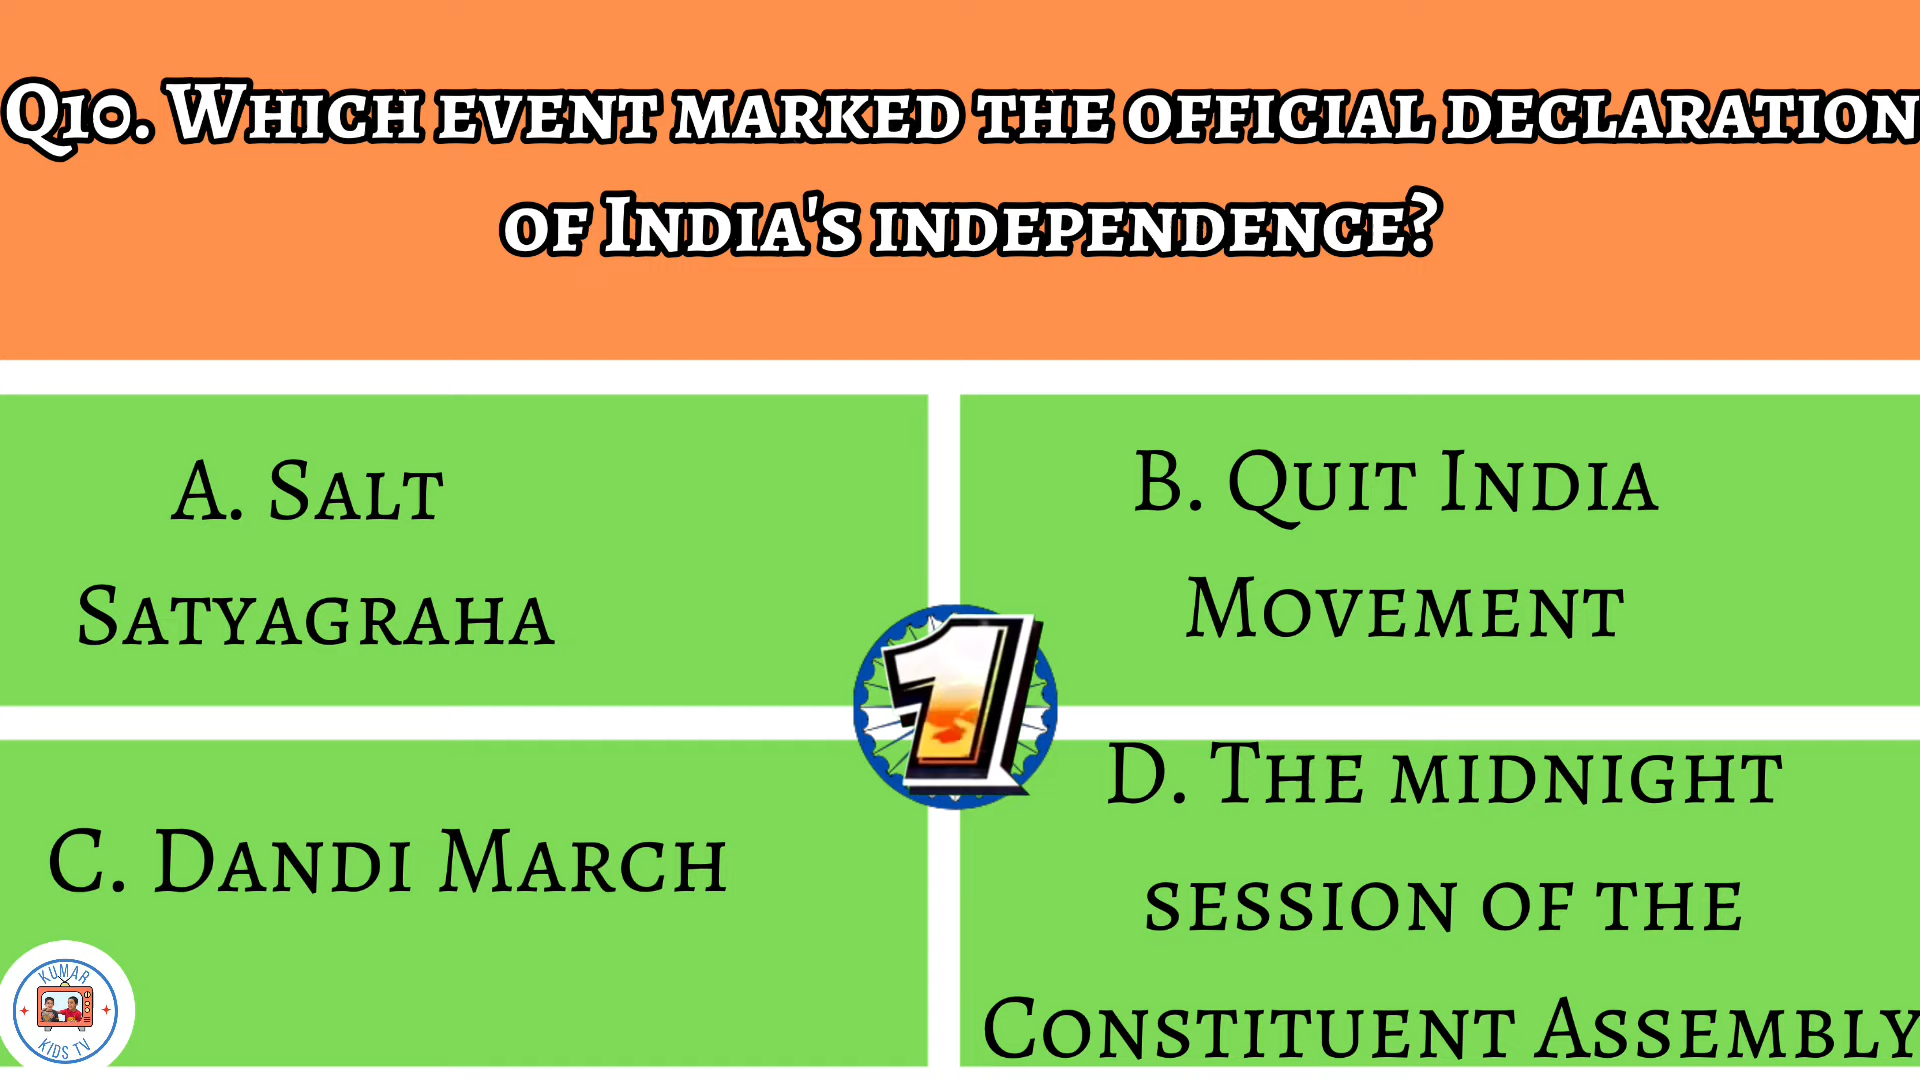 Q10. Which event marked the official declaration
of India's independence?
A. Salt
Satyagraha
B. Quit India
Movement
1
C. Dandi March
D. The midnight
session of the
Constituent Assembly
KUMAR
KIDS TV